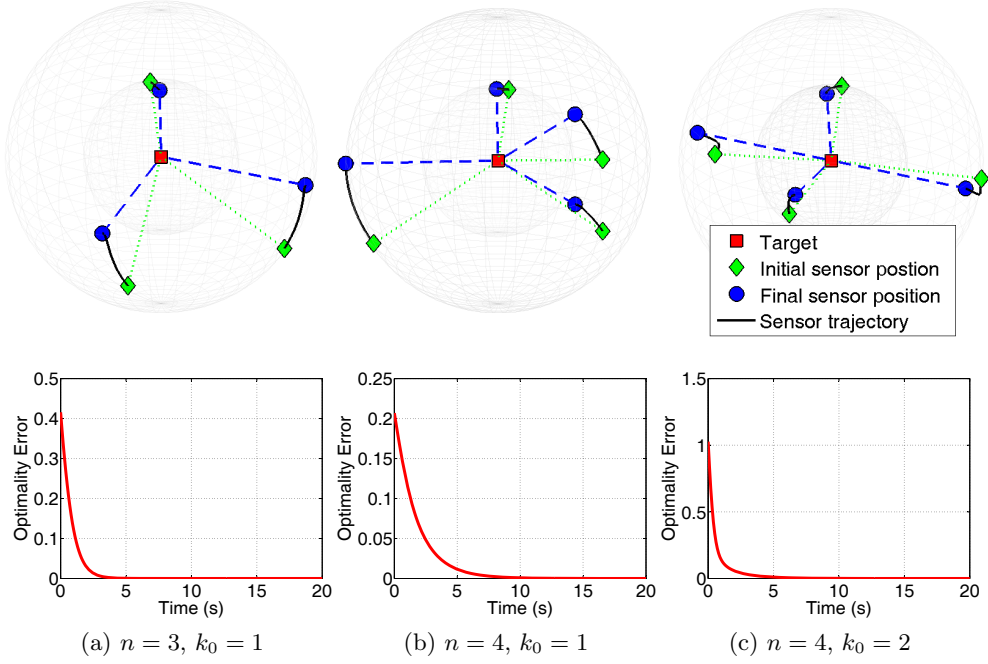 Target
Initial sensor postion
Final sensor position
Sensor trajectory
0.5
0.4
0.3
0.2
0.1
0
0 5 10 15 20
Optimality Error
Time (s)
0.25
0.2
0.15
0.1
0.05
0
0 5 10 15 20
Optimality Error
Time (s)
1.5
1
0.5
0
0 5 10 15 20
Optimality Error
Time (s)
(a) n = 3, k₀ = 1
(b) n = 4, k₀ = 1
(c) n = 4, k₀ = 2